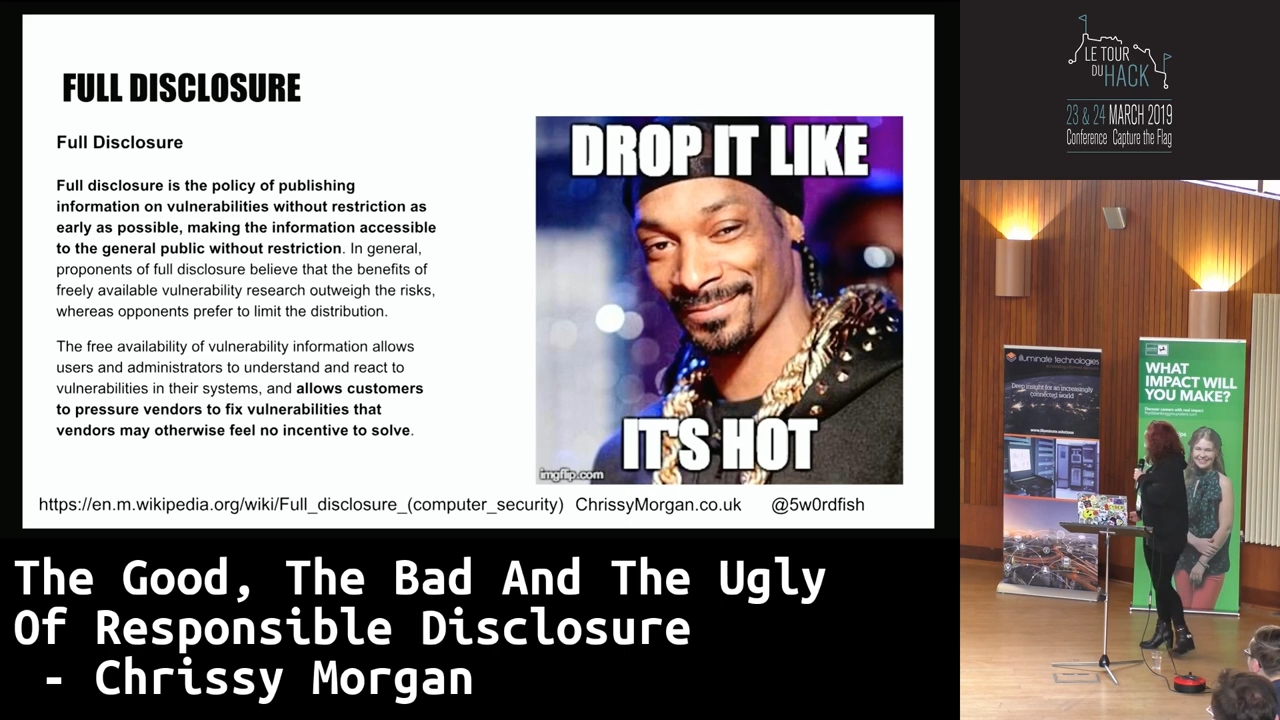 FULL DISCLOSURE
Full Disclosure
Full disclosure is the policy of publishing
information on vulnerabilities without restriction as
early as possible, making the information accessible
to the general public without restriction. In general,
proponents of full disclosure believe that the benefits of
freely available vulnerability research outweigh the risks,
whereas opponents prefer to limit the distribution.
The free availability of vulnerability information allows
users and administrators to understand and react to
vulnerabilities in their systems, and allows customers
to pressure vendors to fix vulnerabilities that
vendors may otherwise feel no incentive to solve.
DROP IT LIKE
IT'S HOT
imgflip.com
https://en.m.wikipedia.org/wiki/Full_disclosure_(computer_security) ChrissyMorgan.co.uk @5w0rdfish
The Good, The Bad And The Ugly
Of Responsible Disclosure
- Chrissy Morgan
LE TOUR
DU HACK
23 & 24 MARCH 2019
Conference Capture the Flag
illuminate technologies
Deep insight for an increasingly
connected world
WHAT
IMPACT WILL
YOU MAKE?
Discover careers with real impact